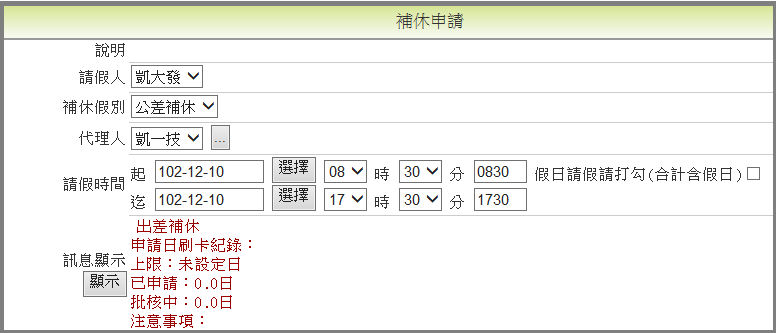 補休申請
說明
請假人 凱大發
補休假別 公差補休
代理人 凱一技 ...
請假時間
起 102-12-10 選擇 08 時 30 分 0830 假日請假請打勾(合計含假日)
迄 102-12-10 選擇 17 時 30 分 1730
訊息顯示
顯示
出差補休
申請日刷卡紀錄：
上限：未設定日
已申請：0.0日
批核中：0.0日
注意事項：